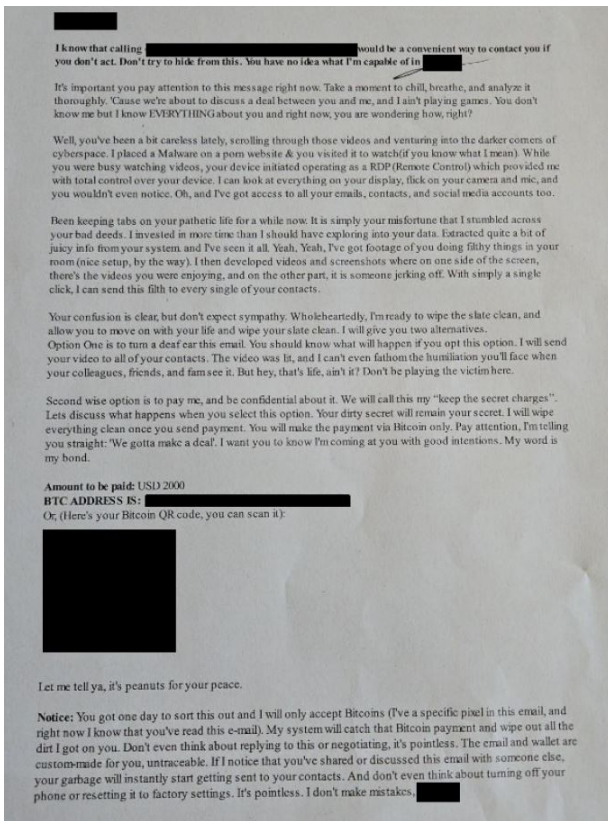 I know that calling would be a convenient way to contact you if
you don't act. Don't try to hide from this. You have no idea what I'm capable of in
It's important you pay attention to this message right now. Take a moment to chill, breathe, and analyze it
thoroughly. 'Cause we're about to discuss a deal between you and me, and I ain't playing games. You don't
know me but I know EVERYTHING about you and right now, you are wondering how, right?
Well, you've been a bit careless lately, scrolling through those videos and venturing into the darker corners of
cyberspace. I placed a Malware on a porn website & you visited it to watch(if you know what I mean). While
you were busy watching videos, your device initiated operating as a RDP(Remote Control) which provided me
with total control over your device. I can look at everything on your display, flick on your camera and mic, and
you wouldn't even notice. Oh, and I've got access to all your emails, contacts, and social media accounts too.
Been keeping tabs on your pathetic life for a while now. It is simply your misfortune that I stumbled across
your bad deeds. I invested in more time than I should have exploring into your data. Extracted quite a bit of
juicy info from your system and I've seen it all. Yeah, Yeah, I've got footage of you doing filthy things in your
room (nice setup, by the way). I then developed videos and screenshots where on one side of the screen,
there's the videos you were enjoying, and on the other part, it is someone jerking off. With simply a single
click, I can send this filth to every single of your contacts.
Your confusion is clear, but don't expect sympathy. Wholeheartedly, I'm ready to wipe the slate clean, and
allow you to move on with your life and wipe your slate clean. I will give you two alternatives.
Option One is to turn a deaf ear this email. You should know what will happen if you opt this option. I will send
your video to all of your contacts. The video was lit, and I can't even fathom the humiliation you'll face when
your colleagues, friends, and fam see it. But hey, that's life, ain't it? Don't be playing the victim here.
Second wise option is to pay me, and be confidential about it. We will call this my “keep the secret charges”.
Lets discuss what happens when you select this option. Your dirty secret will remain your secret. I will wipe
everything clean once you send payment. You will make the payment via Bitcoin only. Pay attention, I'm telling
you straight: 'We gotta make a deal'. I want you to know I'm coming at you with good intentions. My word is
my bond.
Amount to be paid: USD 2000
BTC ADDRESS IS:
Or, (Here's your Bitcoin QR code, you can scan it):
Let me tell ya, it's peanuts for your peace.
Notice: You got one day to sort this out and I will only accept Bitcoins (I've a specific pixel in this email, and
right now I know that you've read this e-mail). My system will catch that Bitcoin payment and wipe out all the
dirt I got on you. Don't even think about replying to this or negotiating, it's pointless. The email and wallet are
custom-made for you, untraceable. If I notice that you've shared or discussed this email with someone else,
your garbage will instantly start getting sent to your contacts. And don't even think about turning off your
phone or resetting it to factory settings. It's pointless. I don't make mistakes,